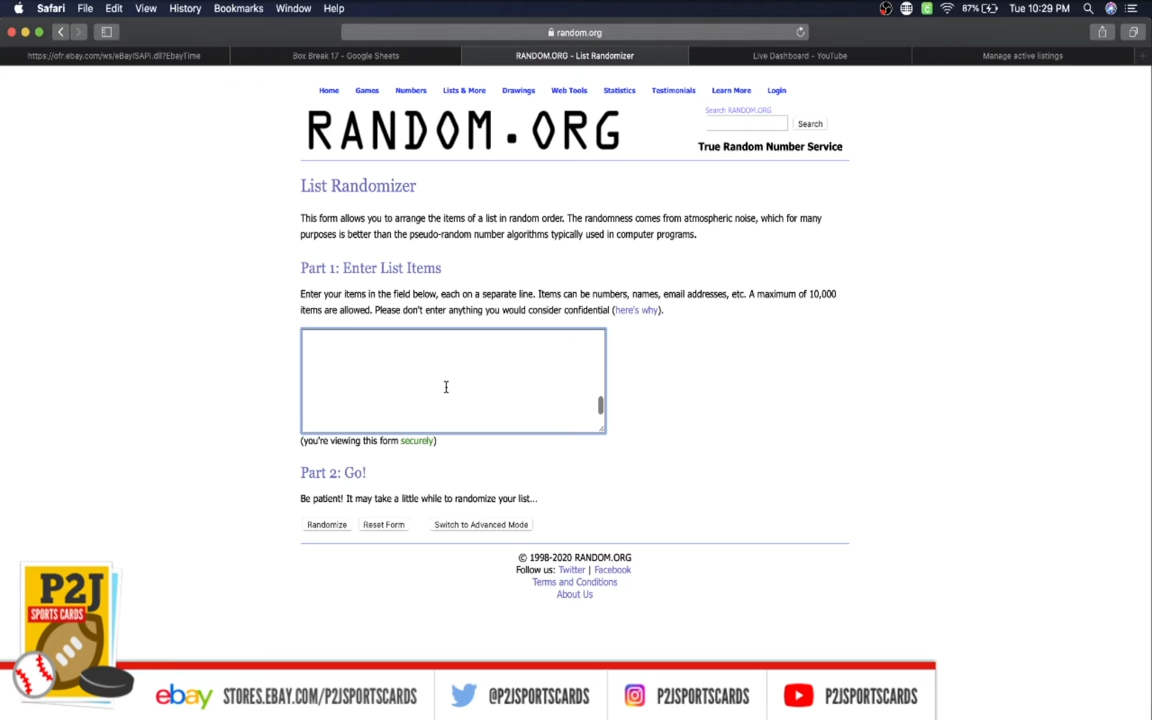 Safari File Edit View History Bookmarks Window Help
87% Tue 10:29 PM
random.org
https://ofr.ebay.com/ws/eBayISAPI.dll?EbayTime
Box Break 17 - Google Sheets
RANDOM.ORG - List Randomizer
Live Dashboard - YouTube
Manage active listings
Home Games Numbers Lists & More Drawings Web Tools Statistics Testimonials Learn More Login
RANDOM.ORG
Search RANDOM.ORG
Search
True Random Number Service
List Randomizer
This form allows you to arrange the items of a list in random order. The randomness comes from atmospheric noise, which for many
purposes is better than the pseudo-random number algorithms typically used in computer programs.
Part 1: Enter List Items
Enter your items in the field below, each on a separate line. Items can be numbers, names, email addresses, etc. A maximum of 10,000
items are allowed. Please don't enter anything you would consider confidential (here's why).
(you're viewing this form securely)
Part 2: Go!
Be patient! It may take a little while to randomize your list...
Randomize Reset Form Switch to Advanced Mode
© 1998-2020 RANDOM.ORG
Follow us: Twitter | Facebook
Terms and Conditions
About Us
P2J
SPORTS CARDS
ebay STORES.EBAY.COM/P2JSPORTSCARDS
@P2JSPORTSCARDS
P2JSPORTSCARDS
P2JSPORTSCARDS